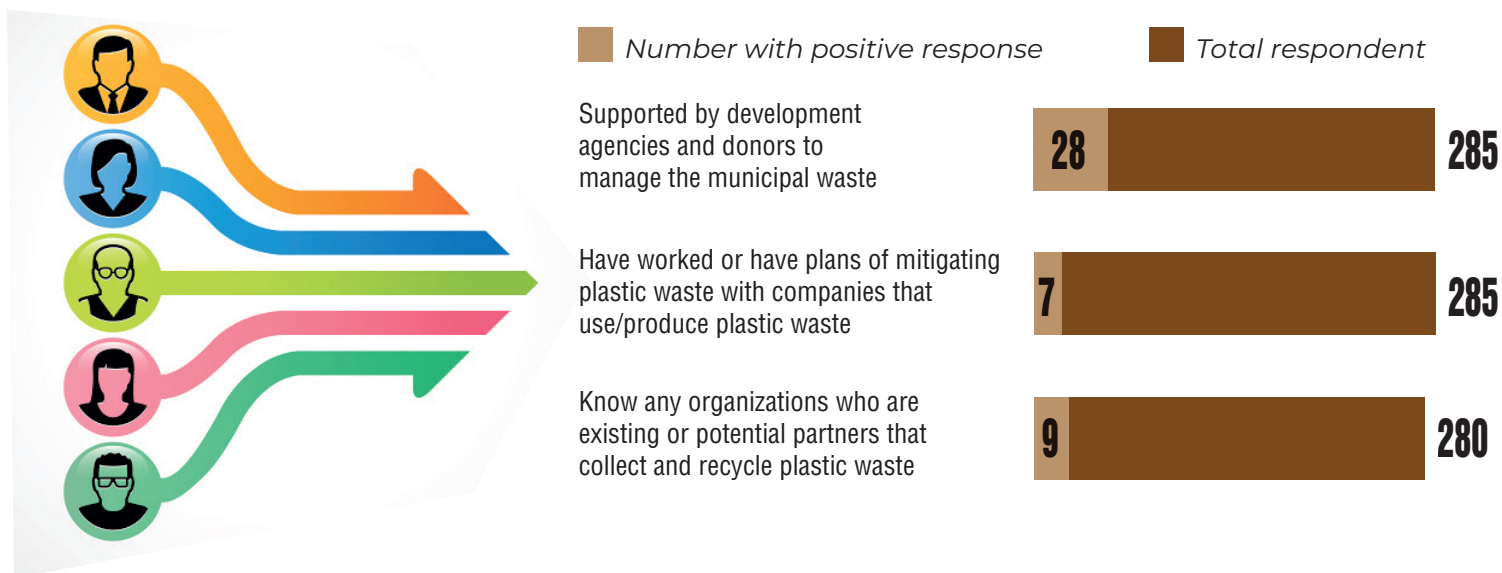 Number with positive response
Total respondent
Supported by development
agencies and donors to
manage the municipal waste
28
285
Have worked or have plans of mitigating
plastic waste with companies that
use/produce plastic waste
7
285
Know any organizations who are
existing or potential partners that
collect and recycle plastic waste
9
280